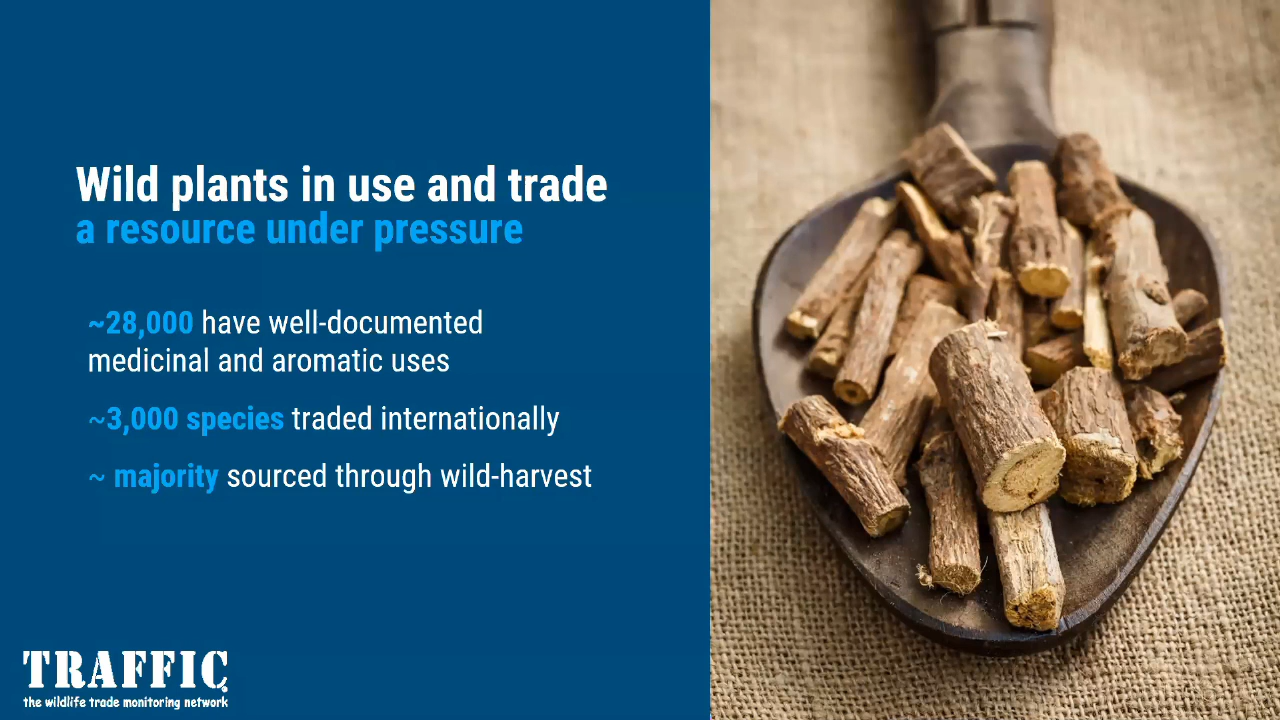 Wild plants in use and trade
a resource under pressure
~28,000 have well-documented
medicinal and aromatic uses
~3,000 species traded internationally
~ majority sourced through wild-harvest
TRAFFIC
the wildlife trade monitoring network